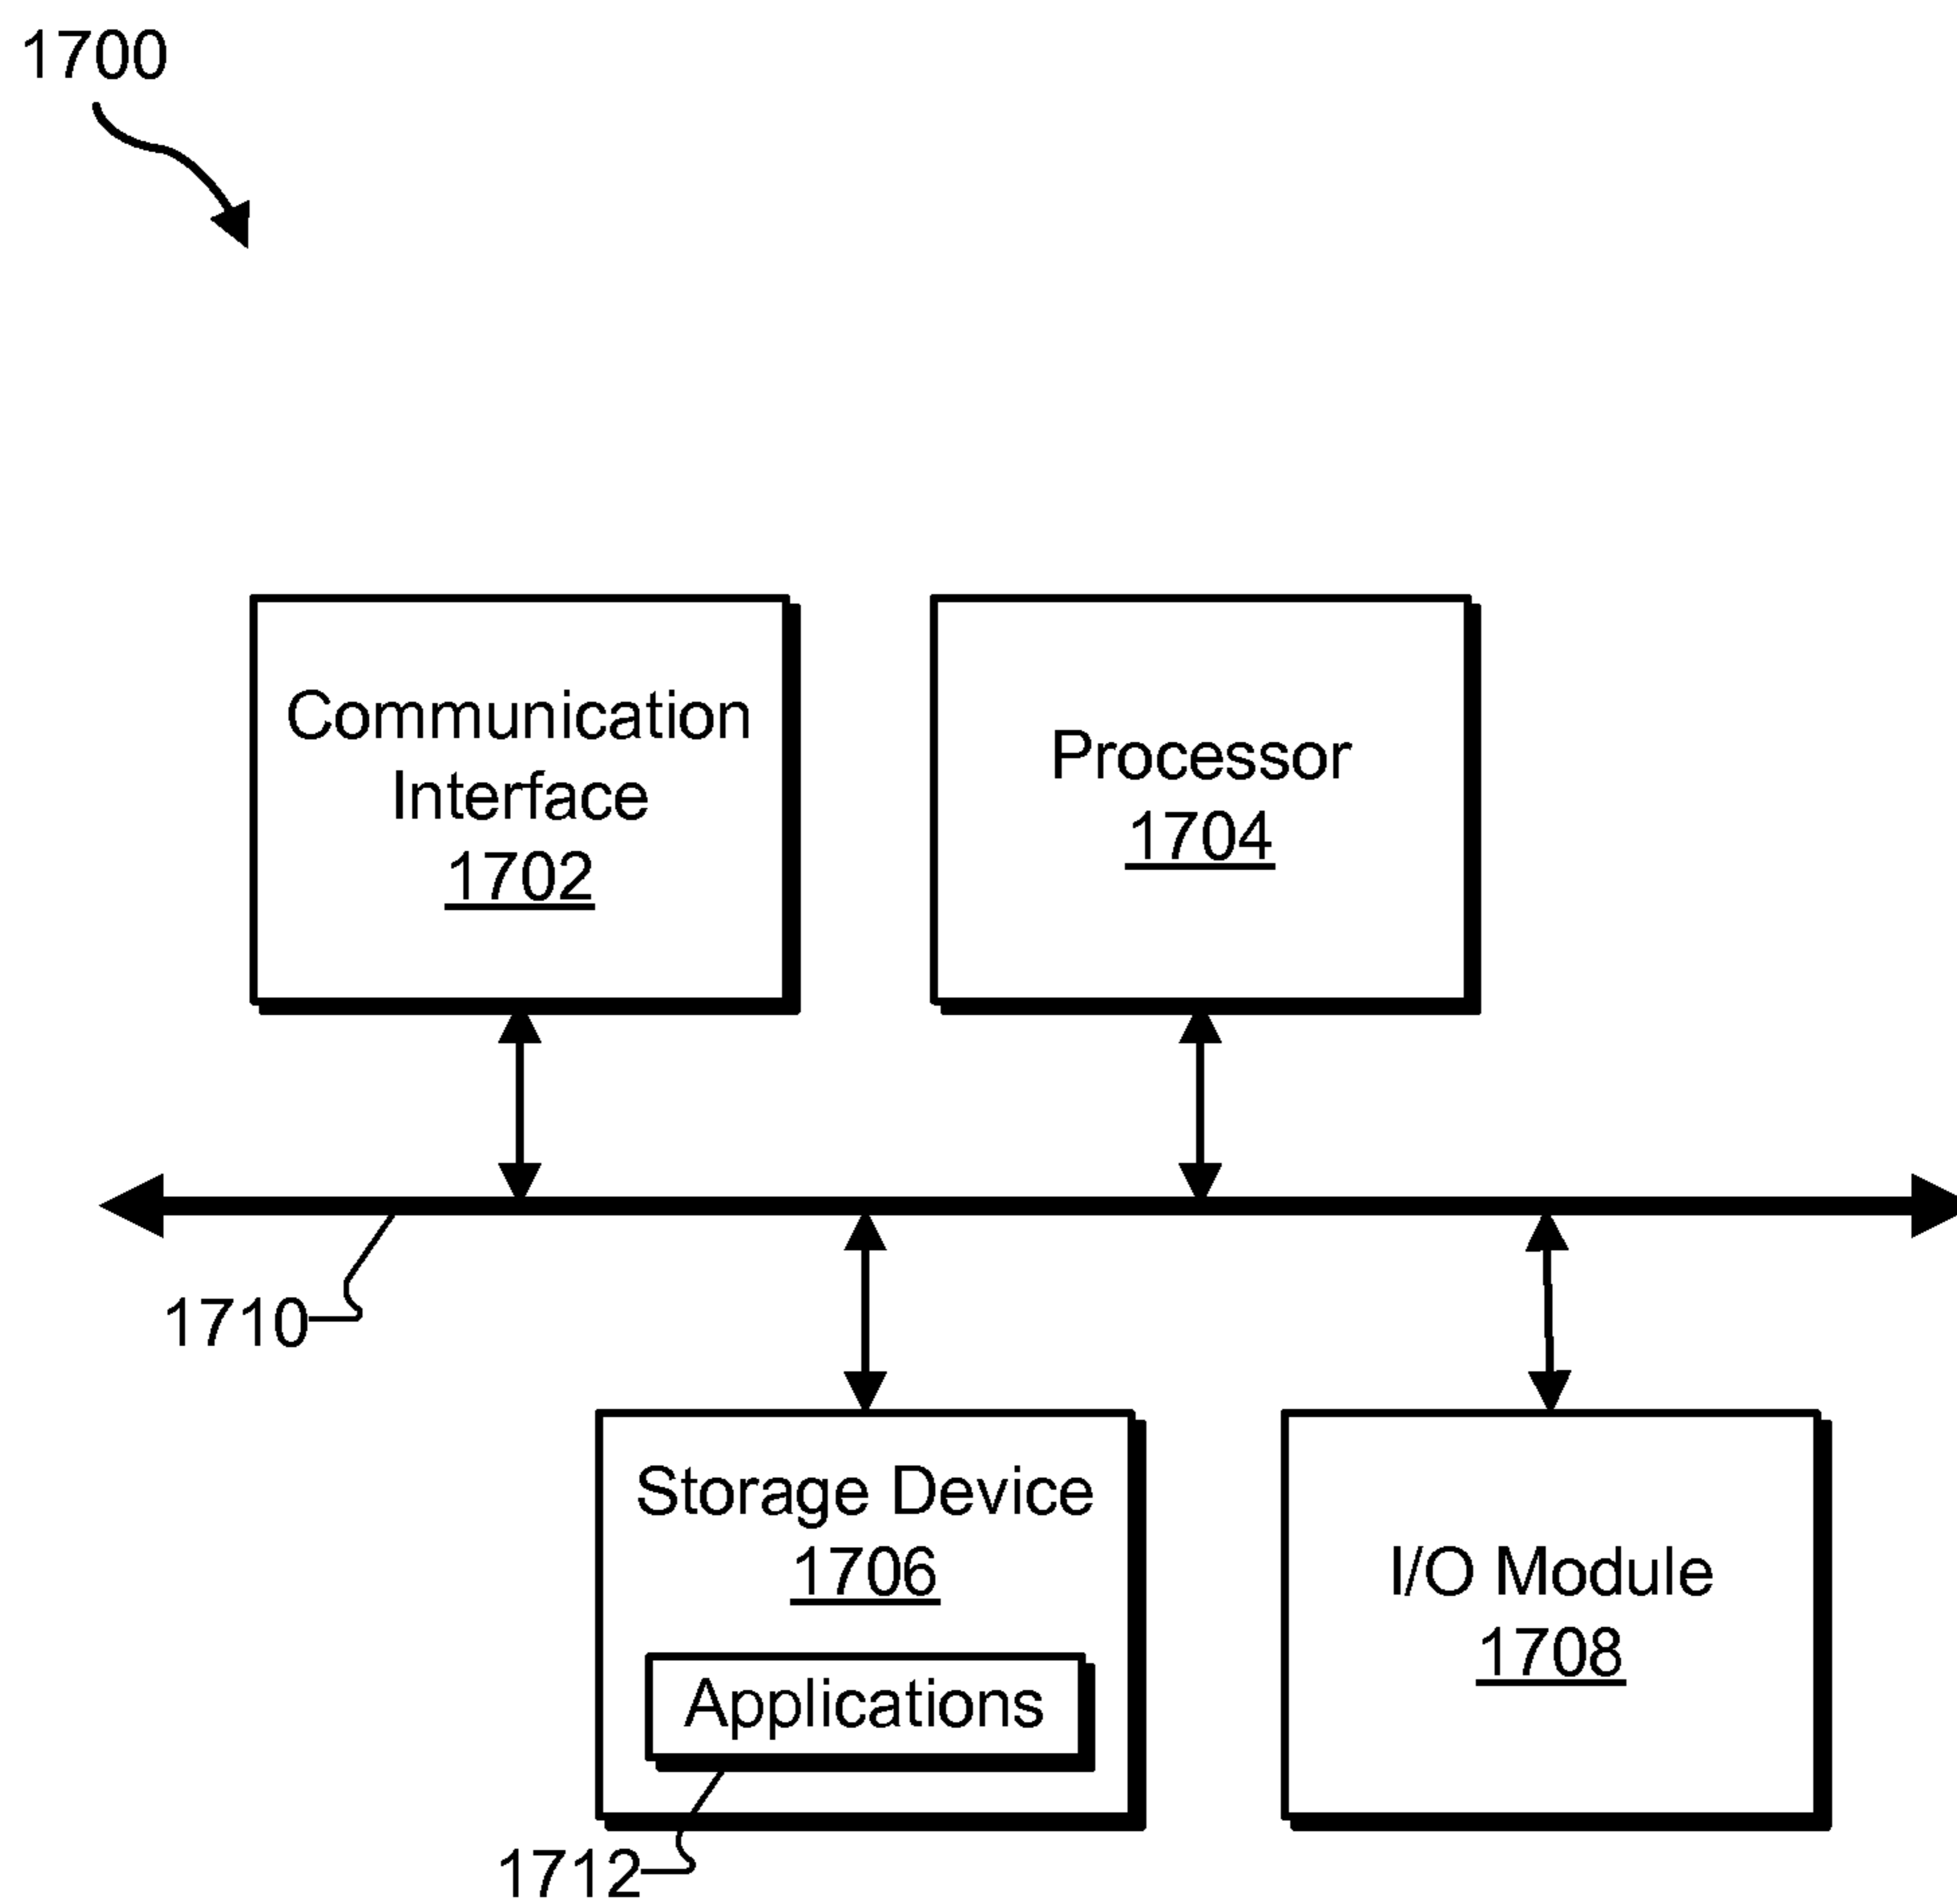 1700
Communication
Interface
1702
Processor
1704
1710
Storage Device
1706
Applications
1712
I/O Module
1708